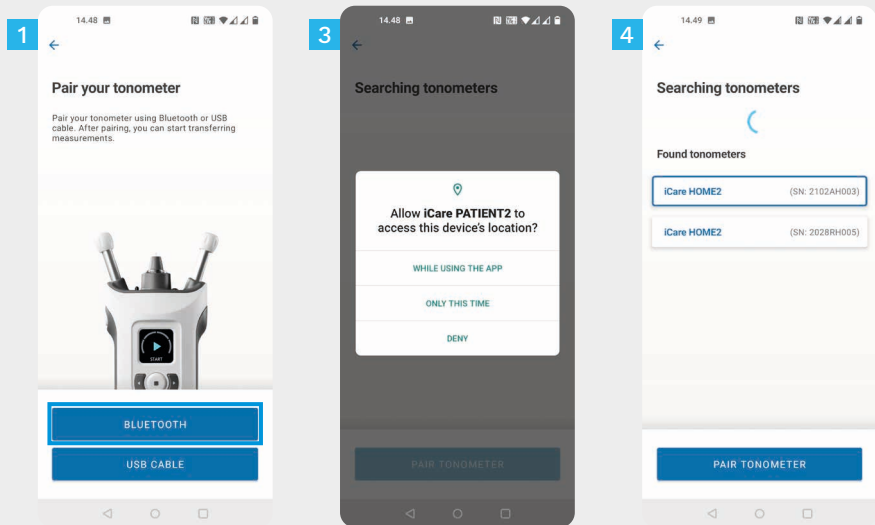 1
14.48
Pair your tonometer
Pair your tonometer using Bluetooth or USB
cable. After pairing, you can start transferring
measurements.
START
BLUETOOTH
USB CABLE
3
14.48
Searching tonometers
Allow iCare PATIENT2 to
access this device's location?
WHILE USING THE APP
ONLY THIS TIME
DENY
PAIR TONOMETER
4
14.49
Searching tonometers
Found tonometers
iCare HOME2 (SN: 2102AH003)
iCare HOME2 (SN: 2028RH005)
PAIR TONOMETER